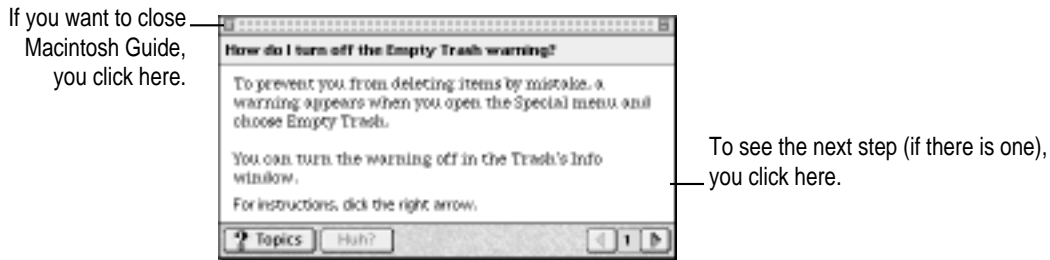 If you want to close
Macintosh Guide,
you click here.
How do I turn off the Empty Trash warning?
To prevent you from deleting items by mistake, a
warning appears when you open the Special menu and
choose Empty Trash.
You can turn the warning off in the Trash's Info
window.
For instructions, click the right arrow.
? Topics
Huh?
1
To see the next step (if there is one),
you click here.